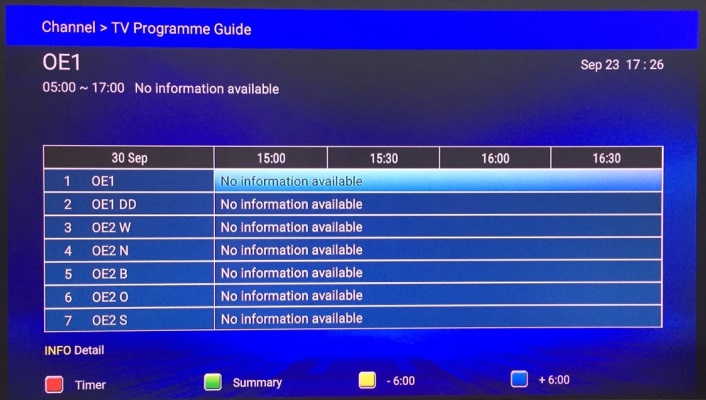 Channel > TV Programme Guide
OE1
Sep 23 17 : 26
05:00 ~ 17:00 No information available
30 Sep 15:00 15:30 16:00 16:30
1 OE1 No information available
2 OE1 DD No information available
3 OE2 W No information available
4 OE2 N No information available
5 OE2 B No information available
6 OE2 O No information available
7 OE2 S No information available
INFO Detail
Timer Summary - 6:00 + 6:00